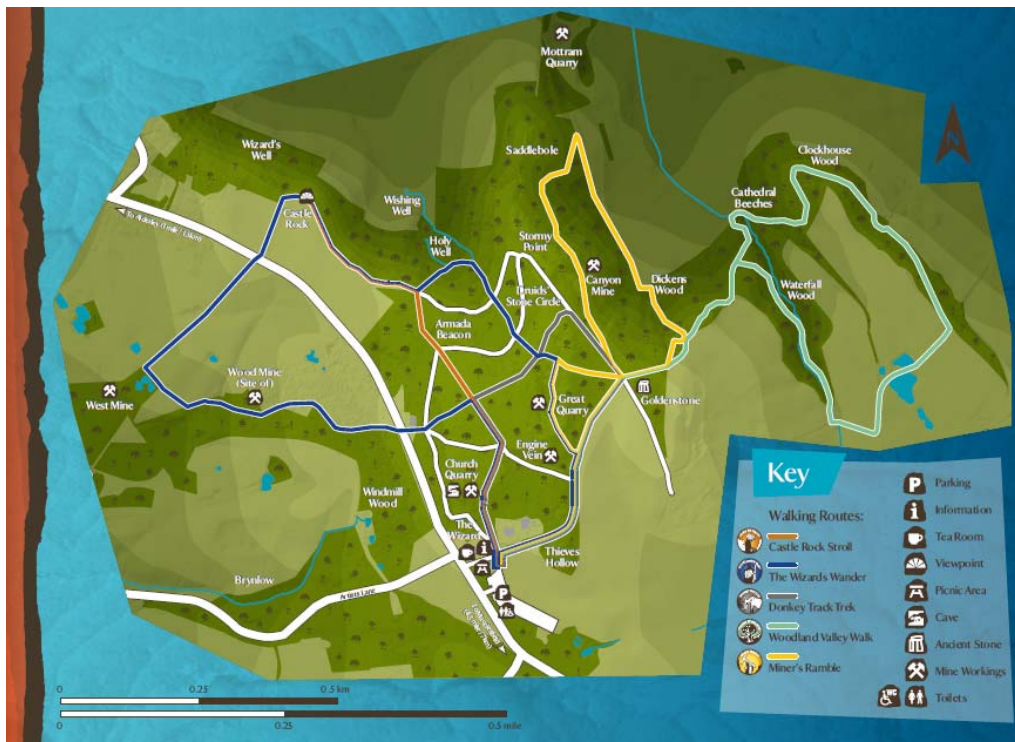 Mottram
Quarry
Saddlebole
Clockhouse
Wood
Wizard's
Well
Cathedral
Beeches
Wishing
Well
Castle
Rock
Holy
Well
Stormy
Point
Canyon
Mine
Dickens
Wood
Waterfall
Wood
Druids'
Stone Circle
Armada
Beacon
Wood Mine
(Site of)
West Mine
Great
Quarry
Goldenstone
Engine
Vein
Church
Quarry
Windmill
Wood
The
Wizard
Thieves
Hollow
Brynlow
Artists Lane
Key
Walking Routes:
Castle Rock Stroll
The Wizards Wander
Donkey Track Trek
Woodland Valley Walk
Miner's Ramble
P Parking
i Information
Tea Room
Viewpoint
Picnic Area
Cave
Ancient Stone
Mine Workings
WC Toilets
P
i
0 0.25 0.5 km
0 0.25 0.5 mile
N